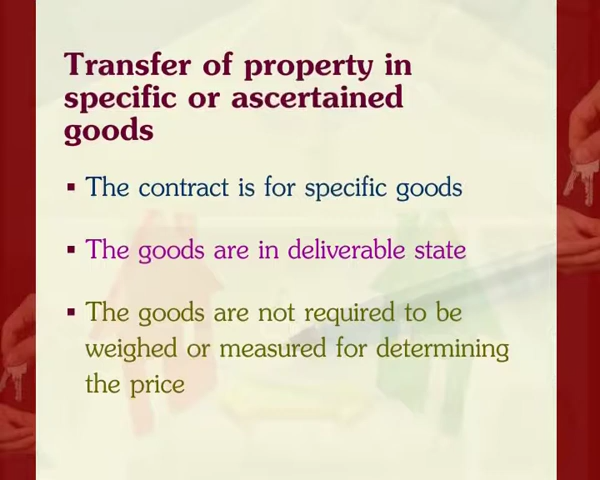 Transfer of property in
specific or ascertained
goods
▪ The contract is for specific goods
▪ The goods are in deliverable state
▪ The goods are not required to be
weighed or measured for determining
the price